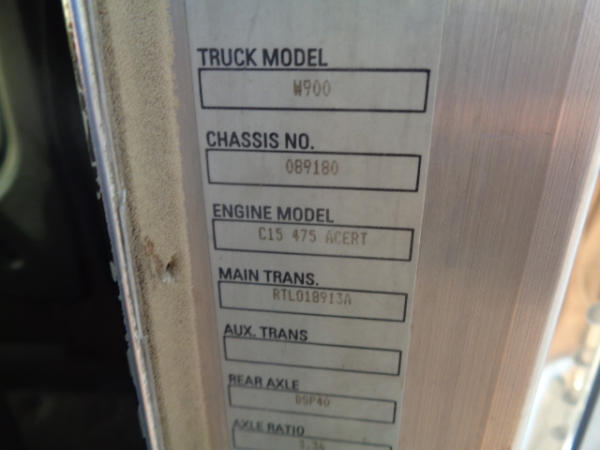 TRUCK MODEL
W900
CHASSIS NO.
089180
ENGINE MODEL
C15 475 ACERT
MAIN TRANS.
RTLO18913A
AUX. TRANS
REAR AXLE
DSP40
AXLE RATIO